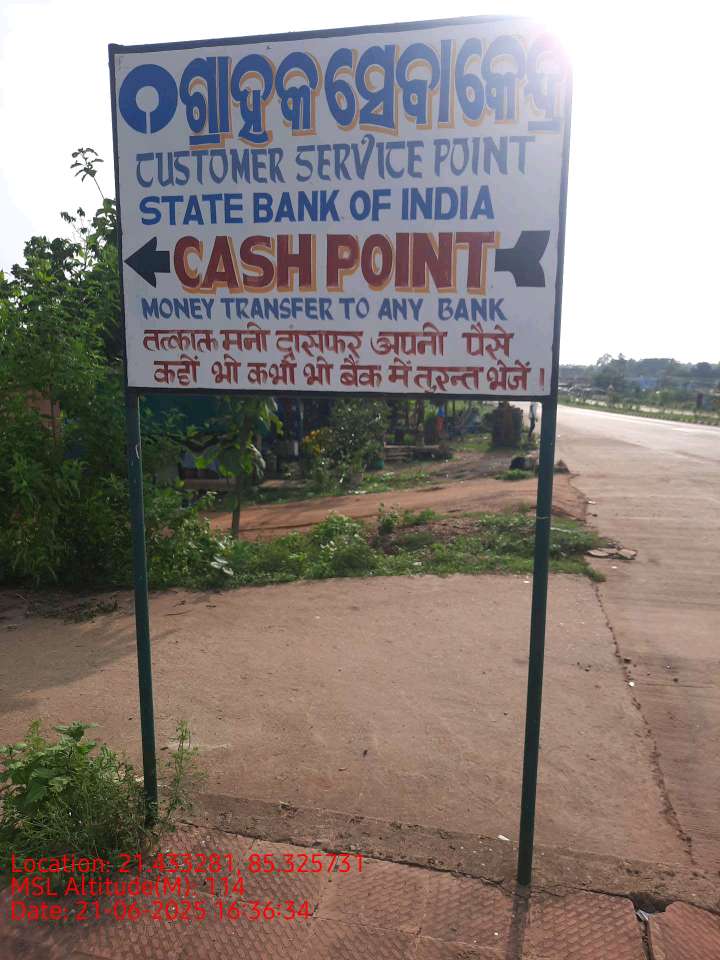 ଗ୍ରାହକ ସେବାକେନ୍ଦ୍ର
CUSTOMER SERVICE POINT
STATE BANK OF INDIA
CASH POINT
MONEY TRANSFER TO ANY BANK
तत्काल मनी ट्रांसफर अपनी पैसे
कहीं भी कभी भी बैंक में तुरन्त भेजें।
Location: 21.433281, 85.325731
MSL Altitude(M): 114
Date: 21-06-2025 16:36:34